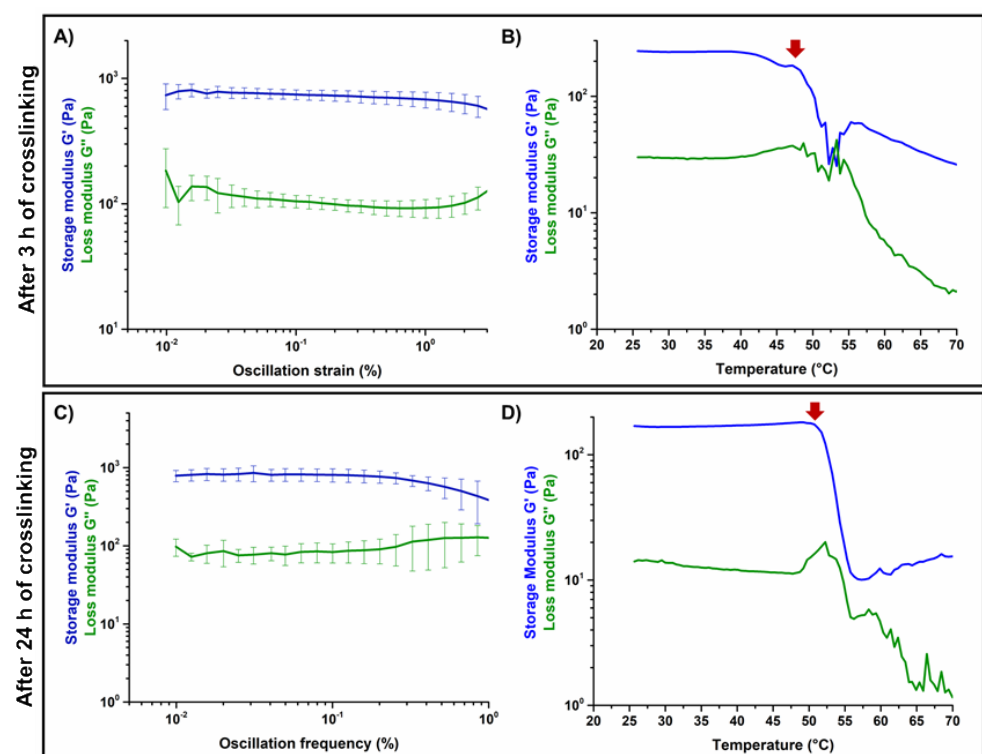 After 3 h of crosslinking
A)
Storage modulus G' (Pa)
Loss modulus G'' (Pa)
10³
10²
10¹
10⁻² 10⁻¹ 10⁰
Oscillation strain (%)
B)
Storage modulus G' (Pa)
Loss modulus G'' (Pa)
10²
10¹
10⁰
20 25 30 35 40 45 50 55 60 65 70
Temperature (°C)
After 24 h of crosslinking
C)
Storage modulus G' (Pa)
Loss modulus G'' (Pa)
10³
10²
10¹
10⁰
10⁻² 10⁻¹ 10⁰
Oscillation frequency (%)
D)
Storage Modulus G' (Pa)
Loss modulus G'' (Pa)
10²
10¹
10⁰
20 25 30 35 40 45 50 55 60 65 70
Temperature (°C)